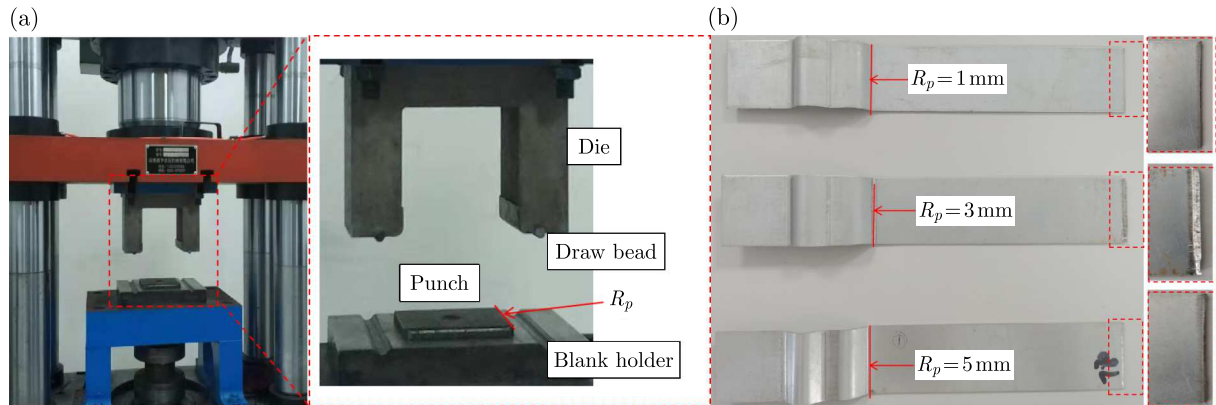 (a)
Die
Draw bead
Punch
R_p
Blank holder
(b)
R_p = 1 mm
R_p = 3 mm
R_p = 5 mm